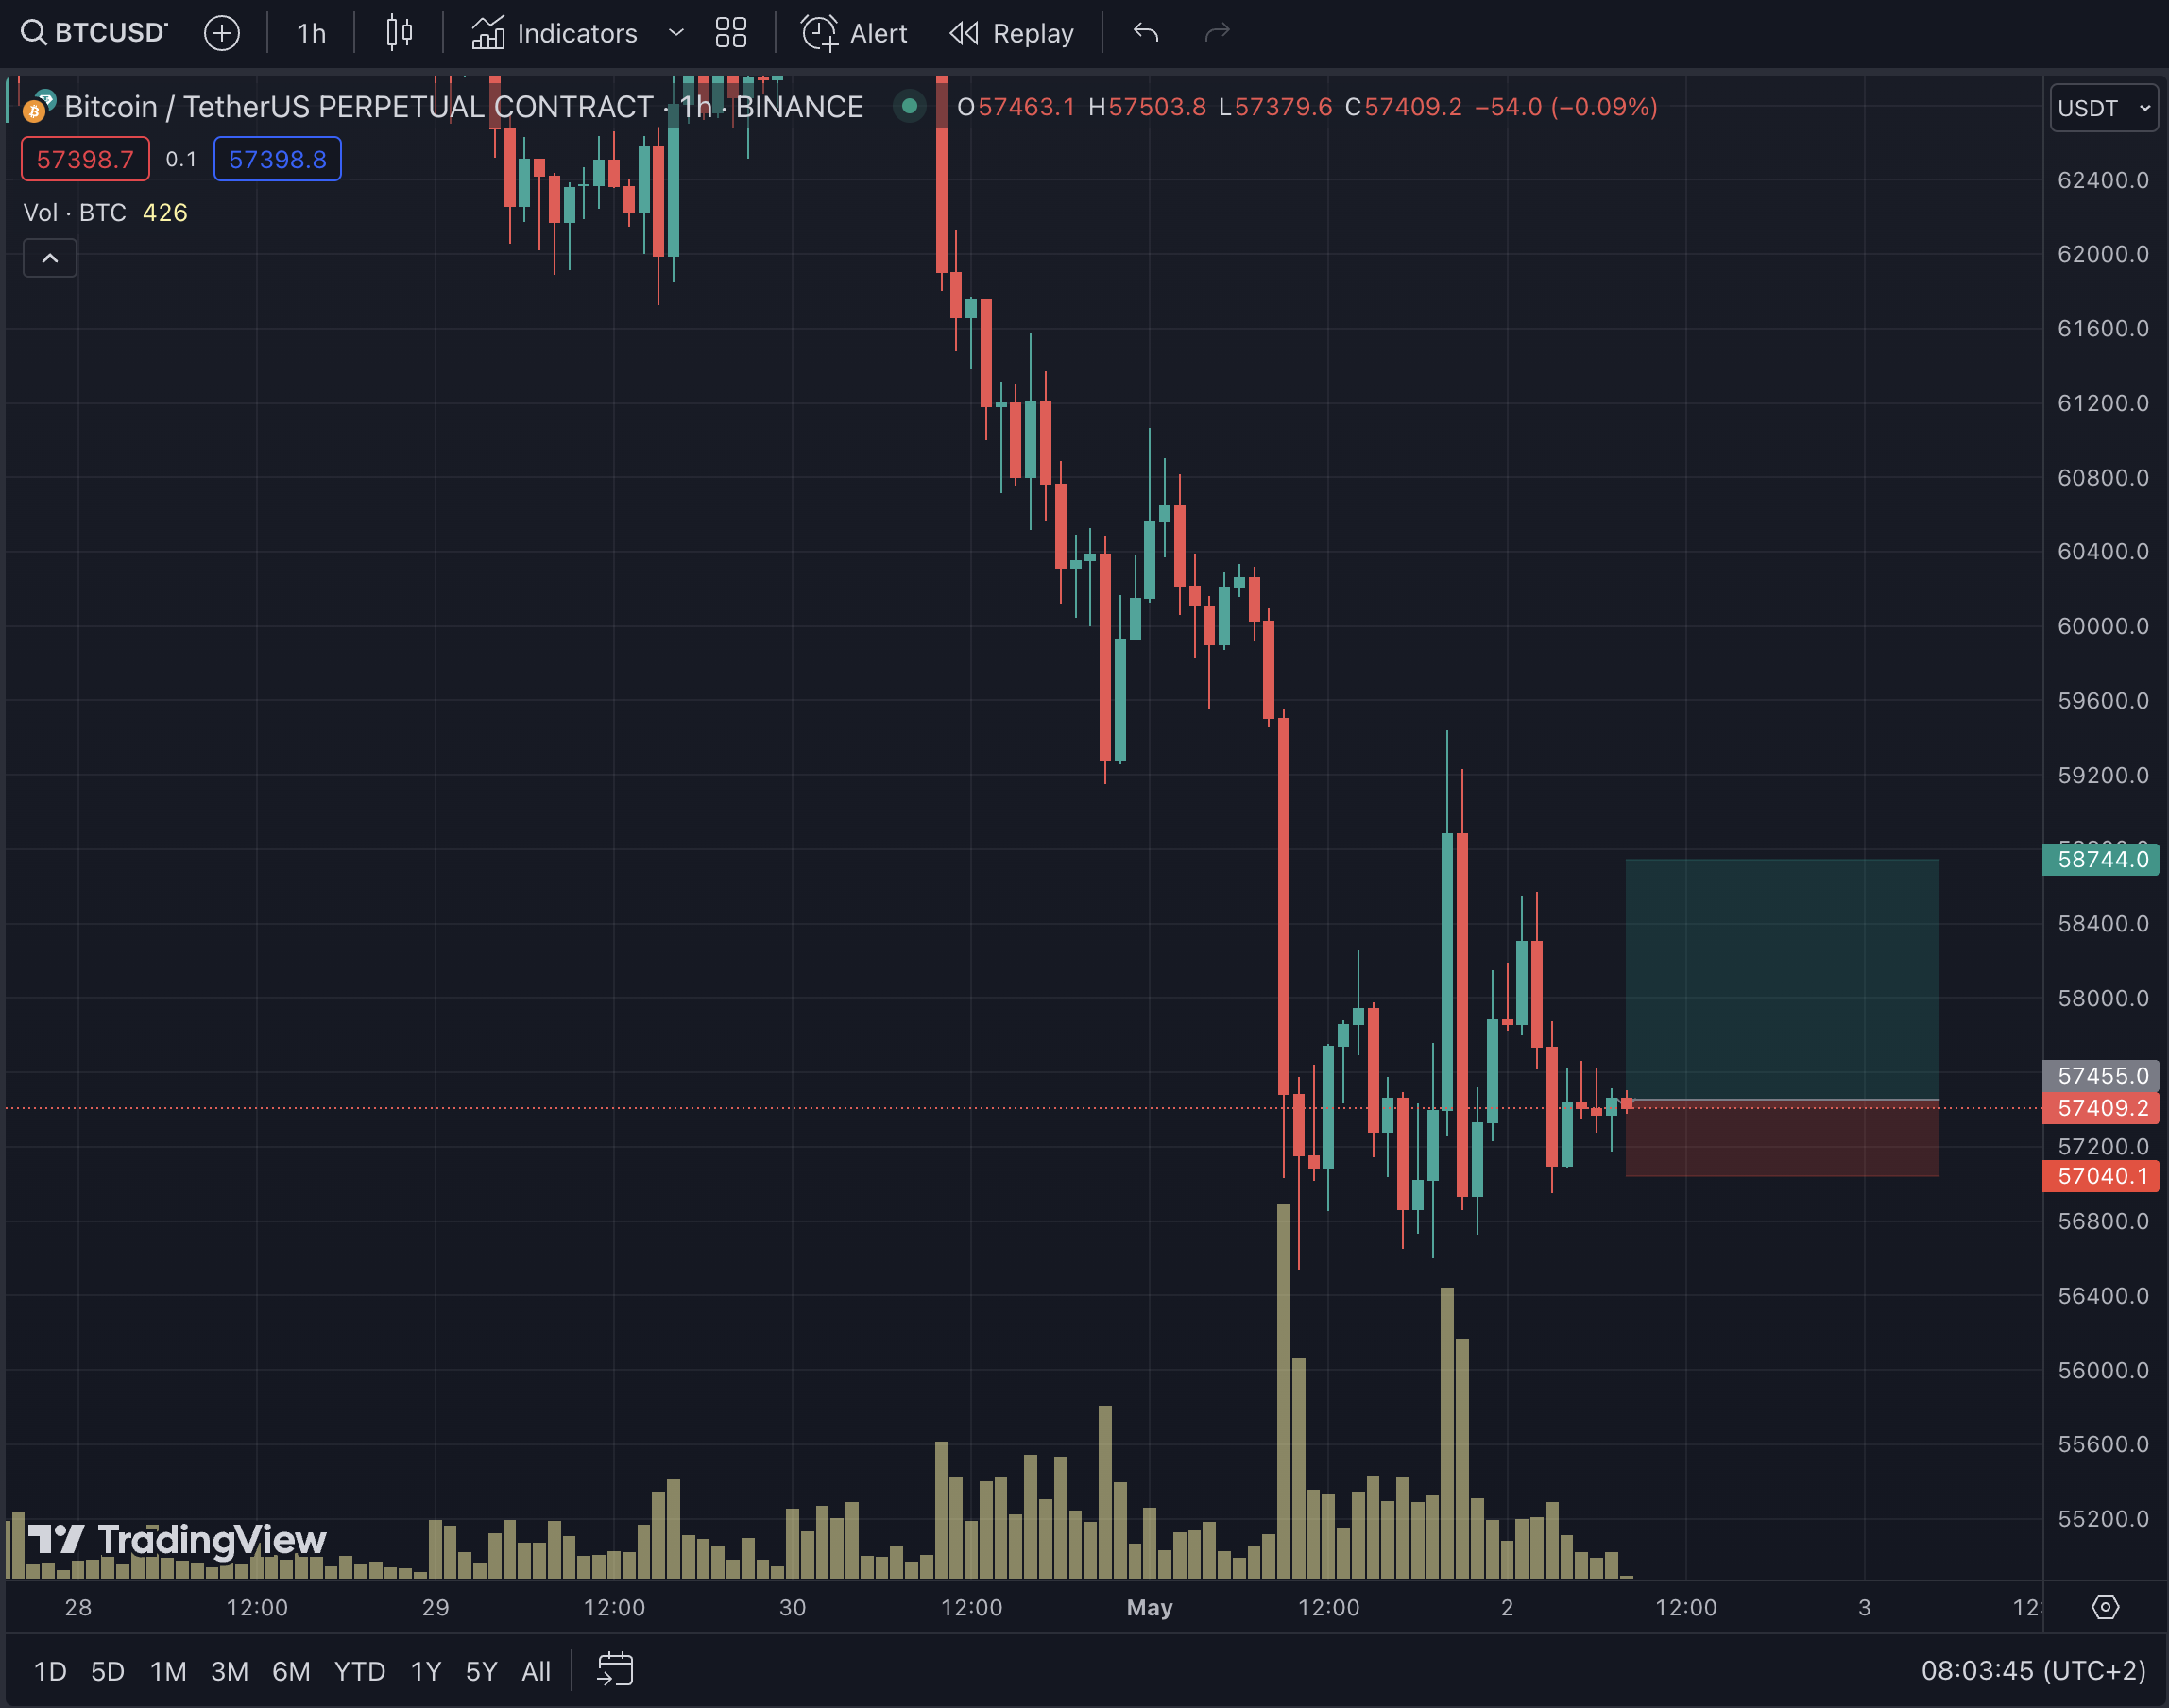 BTCUSD
1h
Indicators
Alert
Replay
Bitcoin / TetherUS PERPETUAL CONTRACT · 1h · BINANCE
O57463.1 H57503.8 L57379.6 C57409.2 −54.0 (−0.09%)
USDT
57398.7 0.1 57398.8
Vol · BTC 426
62400.0
62000.0
61600.0
61200.0
60800.0
60400.0
60000.0
59600.0
59200.0
58744.0
58400.0
58000.0
57455.0
57409.2
57200.0
57040.1
56800.0
56400.0
56000.0
55600.0
55200.0
TradingView
28 12:00 29 12:00 30 12:00 May 12:00 2 12:00 3 12:
1D 5D 1M 3M 6M YTD 1Y 5Y All
08:03:45 (UTC+2)